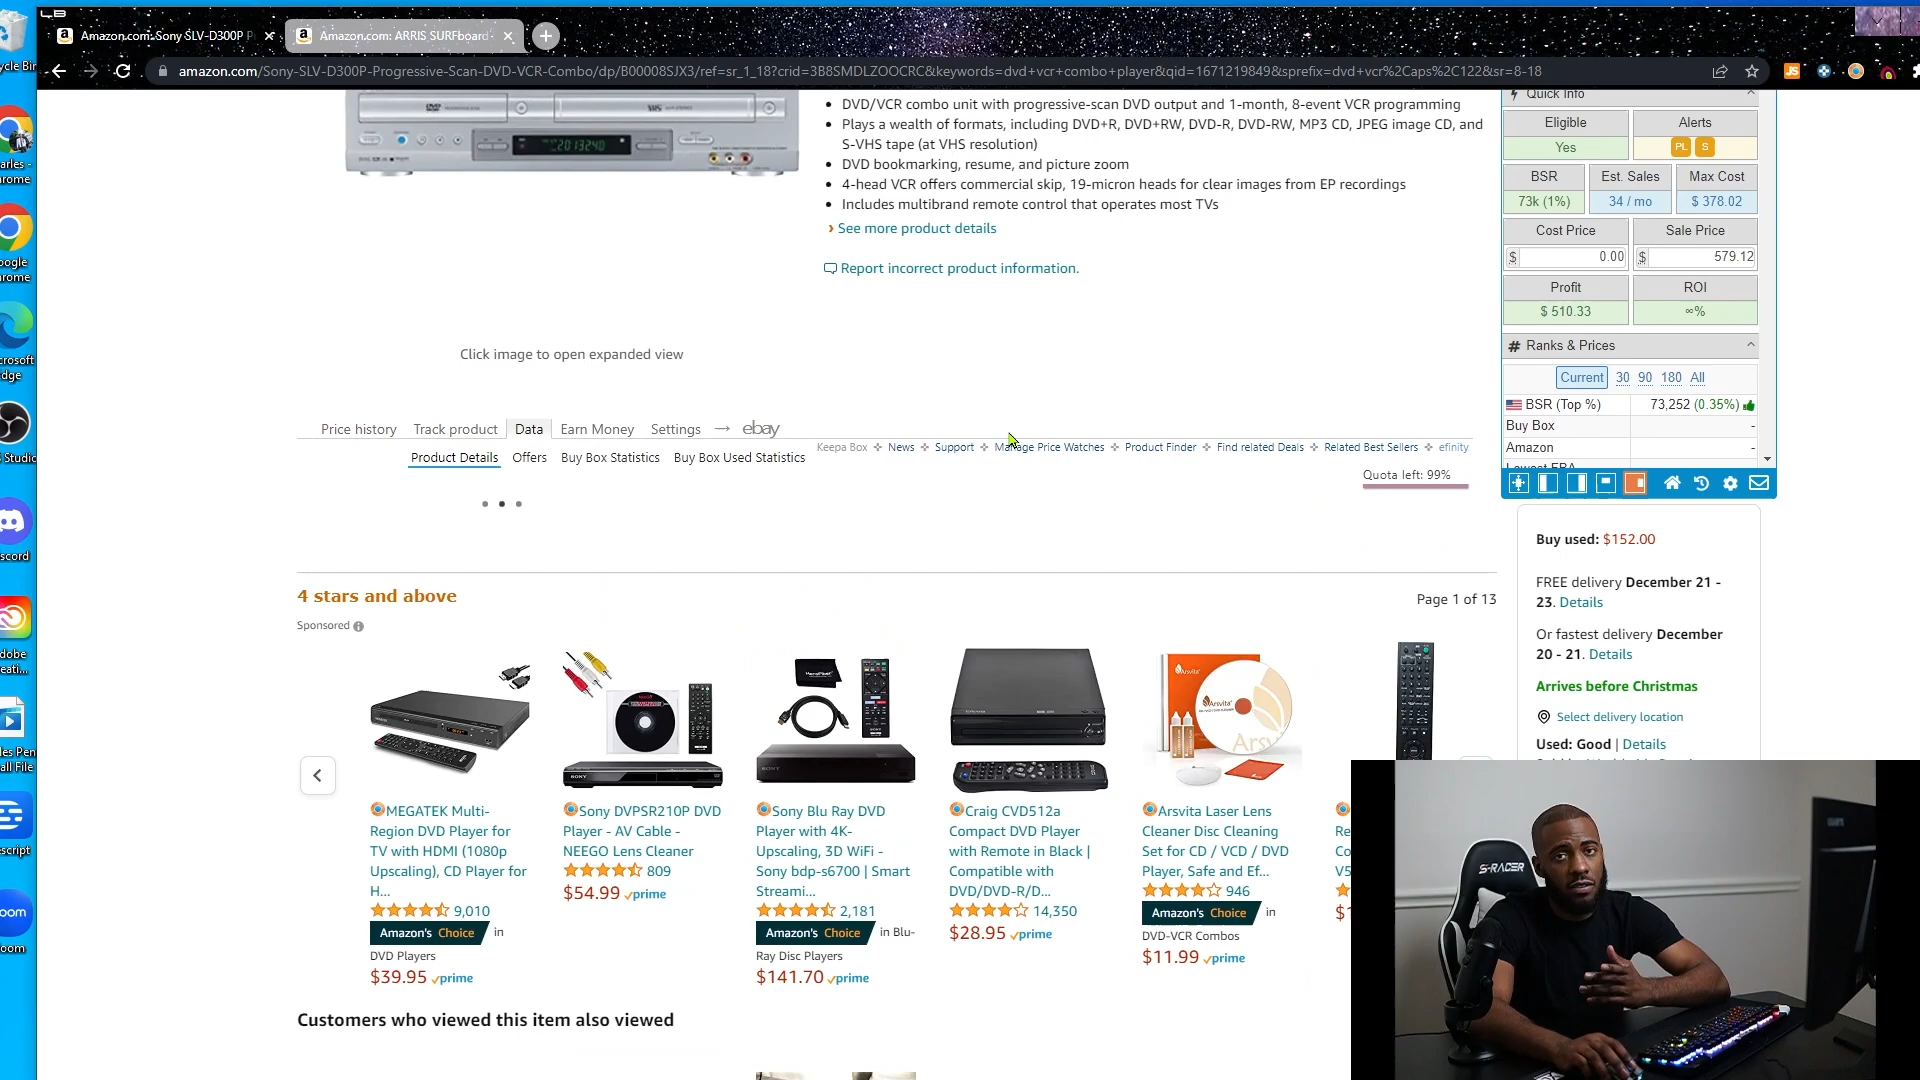 Amazon.com: Sony SLV-D300P P
Amazon.com: ARRIS SURFboard
amazon.com/Sony-SLV-D300P-Progressive-Scan-DVD-VCR-Combo/dp/B00008SJX3/ref=sr_1_18?crid=3B8SMDLZOOCRC&keywords=dvd+vcr+combo+player&qid=1671219849&sprefix=dvd+vcr%2Caps%2C122&sr=8-18
DVD/VCR combo unit with progressive-scan DVD output and 1-month, 8-event VCR programming
Plays a wealth of formats, including DVD+R, DVD+RW, DVD-R, DVD-RW, MP3 CD, JPEG image CD, and
S-VHS tape (at VHS resolution)
DVD bookmarking, resume, and picture zoom
4-head VCR offers commercial skip, 19-micron heads for clear images from EP recordings
Includes multibrand remote control that operates most TVs
› See more product details
Report incorrect product information.
Click image to open expanded view
Quick Info
Eligible Alerts
Yes PL S
BSR Est. Sales Max Cost
73k (1%) 34 / mo $ 378.02
Cost Price Sale Price
$ 0.00 $ 579.12
Profit ROI
$ 510.33 ∞%
# Ranks & Prices
Current 30 90 180 All
BSR (Top %) 73,252 (0.35%)
Buy Box -
Amazon -
Price history Track product Data Earn Money Settings → ebay
Keepa Box News Support Manage Price Watches Product Finder Find related Deals Related Best Sellers efinity
Product Details Offers Buy Box Statistics Buy Box Used Statistics
Quota left: 99%
Buy used: $152.00
FREE delivery December 21 -
23. Details
Or fastest delivery December
20 - 21. Details
Arrives before Christmas
Select delivery location
Used: Good | Details
4 stars and above
Page 1 of 13
Sponsored
MEGATEK Multi-
Region DVD Player for
TV with HDMI (1080p
Upscaling), CD Player for
H...
9,010
Amazon's Choice in
DVD Players
$39.95 prime
Sony DVPSR210P DVD
Player - AV Cable -
NEEGO Lens Cleaner
809
$54.99 prime
Sony Blu Ray DVD
Player with 4K-
Upscaling, 3D WiFi -
Sony bdp-s6700 | Smart
Streami...
2,181
Amazon's Choice in Blu-
Ray Disc Players
$141.70 prime
Craig CVD512a
Compact DVD Player
with Remote in Black |
Compatible with
DVD/DVD-R/D...
14,350
$28.95 prime
Arsvita Laser Lens
Cleaner Disc Cleaning
Set for CD / VCD / DVD
Player, Safe and Ef...
946
Amazon's Choice in
DVD-VCR Combos
$11.99 prime
Customers who viewed this item also viewed
S-RACER